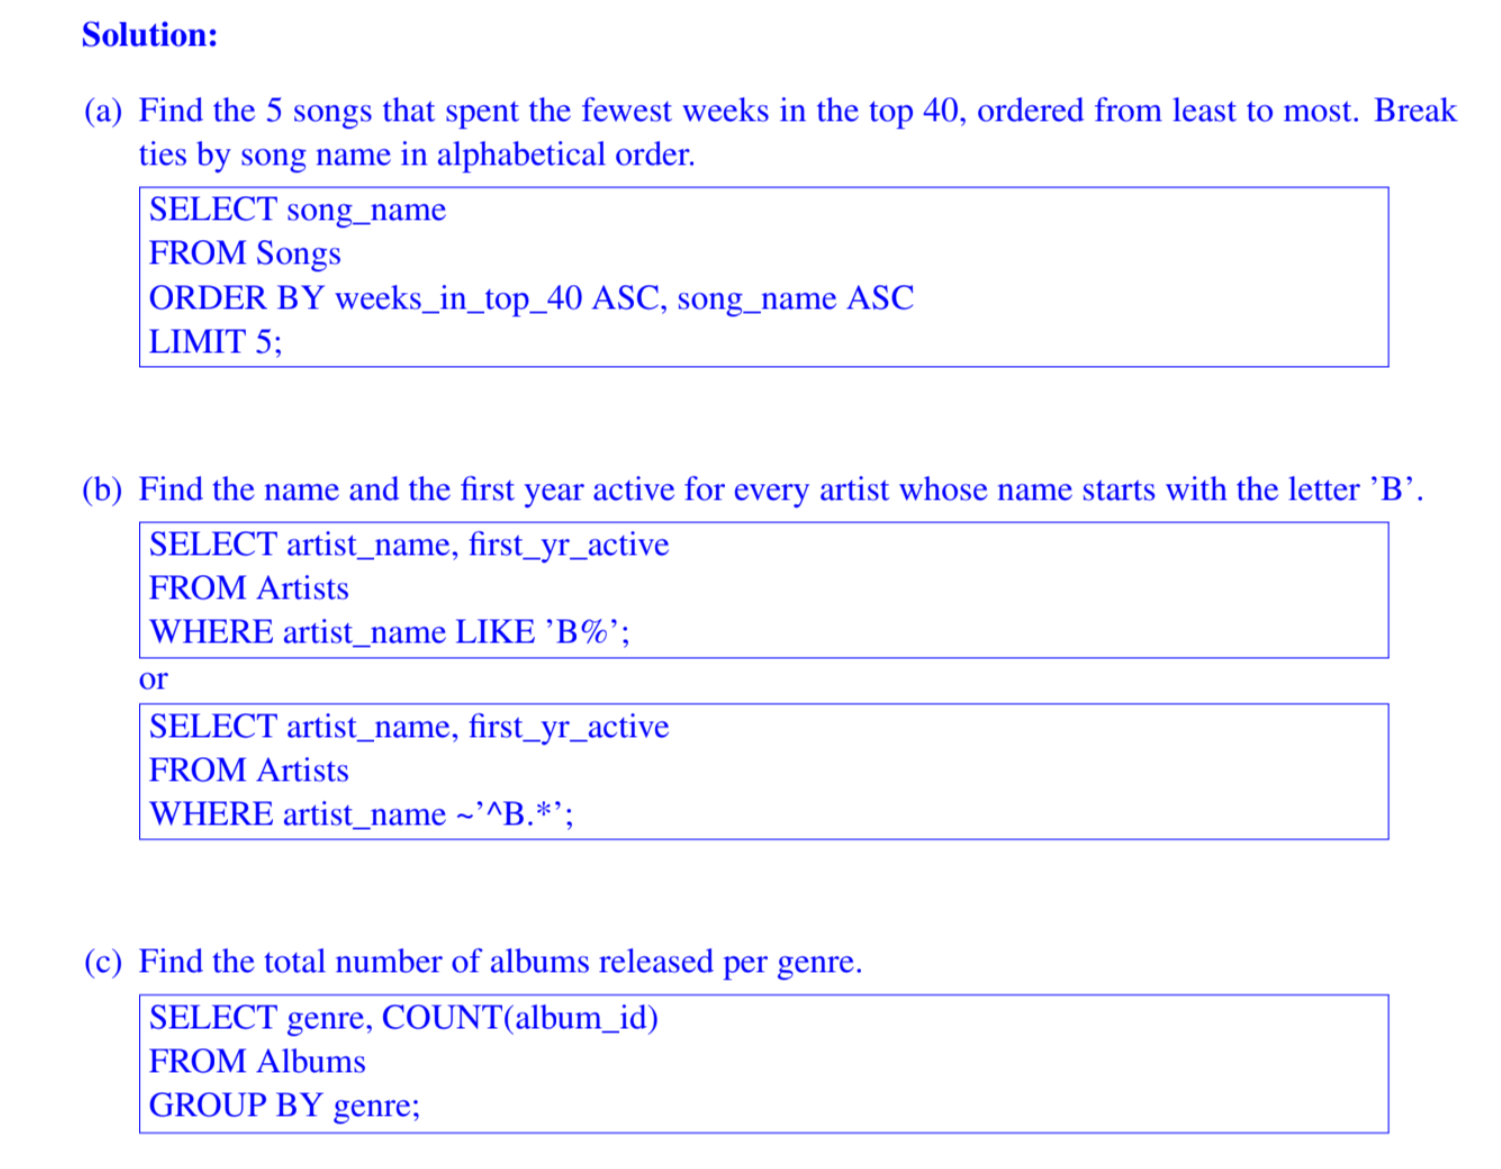 Solution:
(a) Find the 5 songs that spent the fewest weeks in the top 40, ordered from least to most. Break
ties by song name in alphabetical order.
SELECT song_name
FROM Songs
ORDER BY weeks_in_top_40 ASC, song_name ASC
LIMIT 5;
(b) Find the name and the first year active for every artist whose name starts with the letter ’B’.
SELECT artist_name, first_yr_active
FROM Artists
WHERE artist_name LIKE ’B%’;
or
SELECT artist_name, first_yr_active
FROM Artists
WHERE artist_name ~’^B.*’;
(c) Find the total number of albums released per genre.
SELECT genre, COUNT(album_id)
FROM Albums
GROUP BY genre;